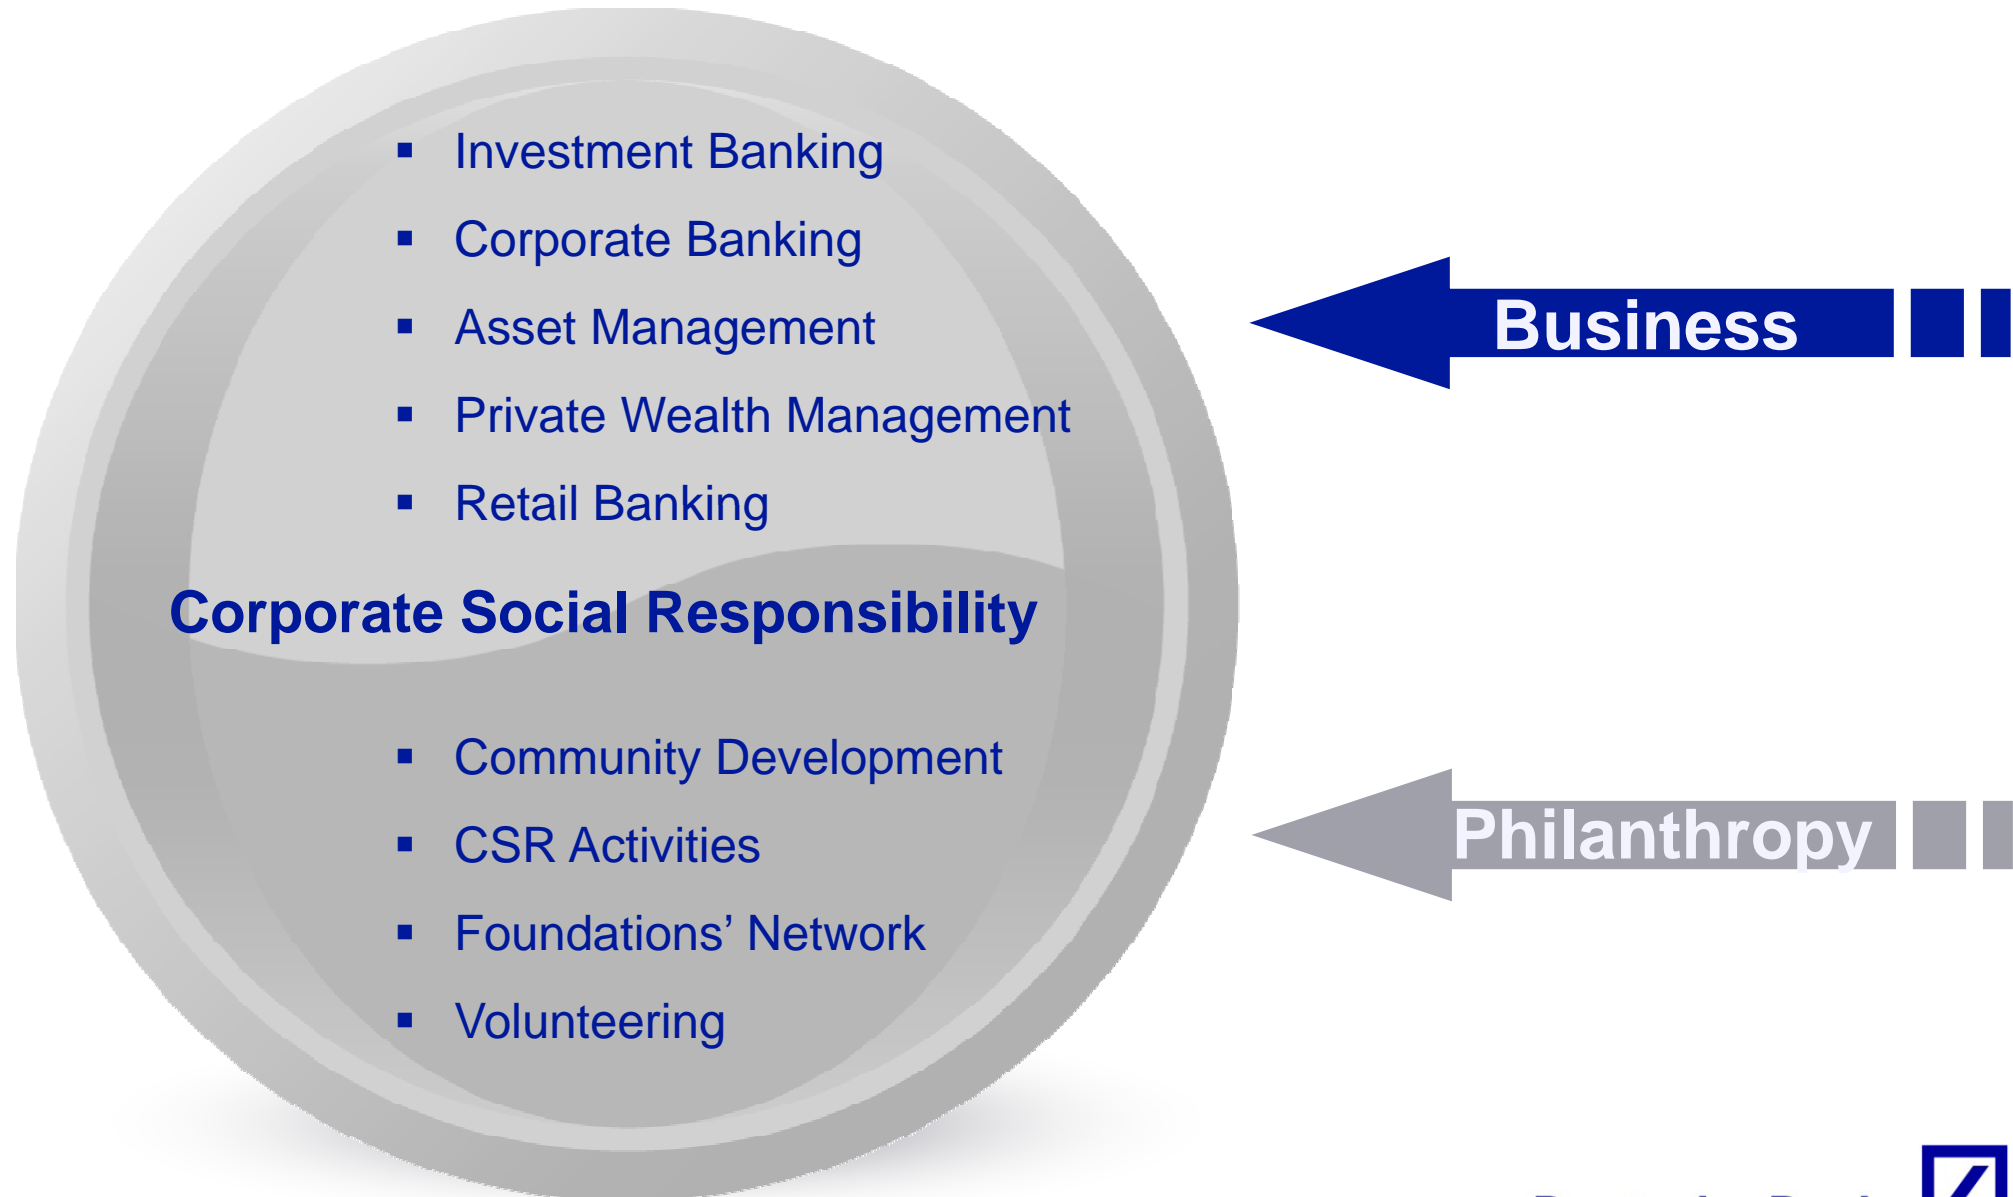 ▪ Investment Banking
▪ Corporate Banking
▪ Asset Management
▪ Private Wealth Management
▪ Retail Banking
Business
Corporate Social Responsibility
▪ Community Development
▪ CSR Activities
▪ Foundations’ Network
▪ Volunteering
Philanthropy